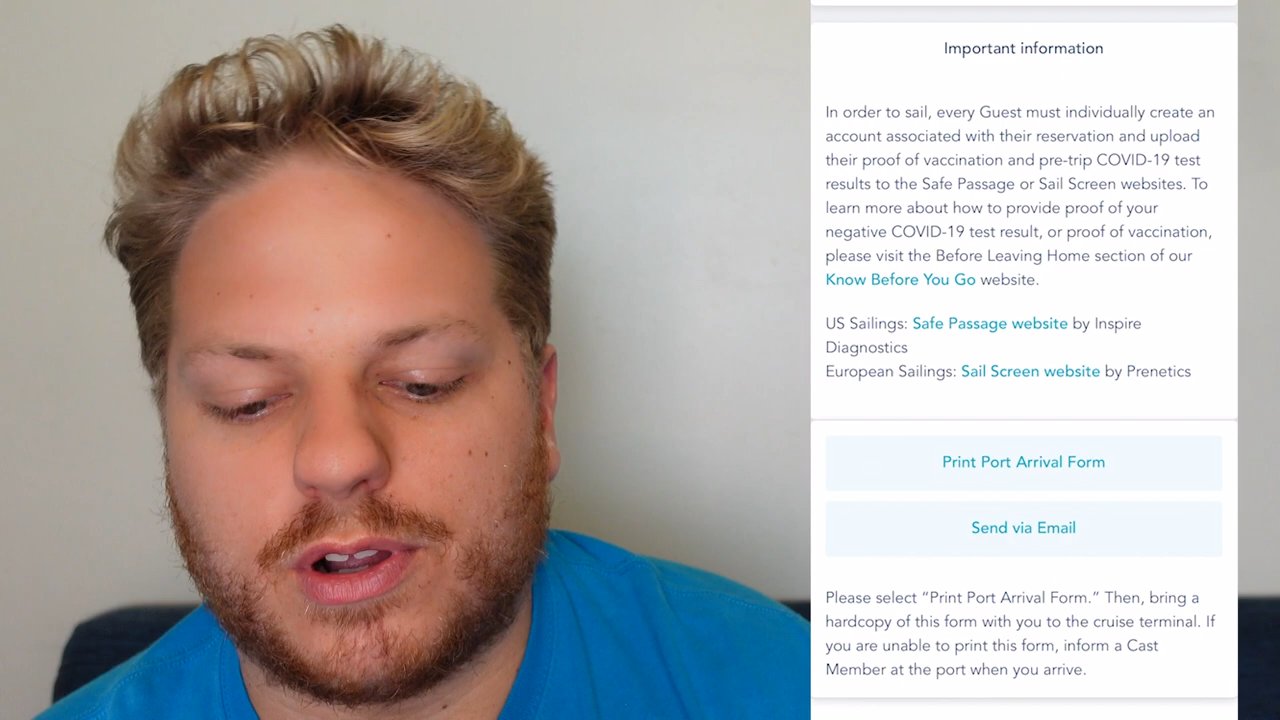 Important information
In order to sail, every Guest must individually create an
account associated with their reservation and upload
their proof of vaccination and pre-trip COVID-19 test
results to the Safe Passage or Sail Screen websites. To
learn more about how to provide proof of your
negative COVID-19 test result, or proof of vaccination,
please visit the Before Leaving Home section of our
Know Before You Go website.
US Sailings: Safe Passage website by Inspire
Diagnostics
European Sailings: Sail Screen website by Prenetics
Print Port Arrival Form
Send via Email
Please select “Print Port Arrival Form.” Then, bring a
hardcopy of this form with you to the cruise terminal. If
you are unable to print this form, inform a Cast
Member at the port when you arrive.